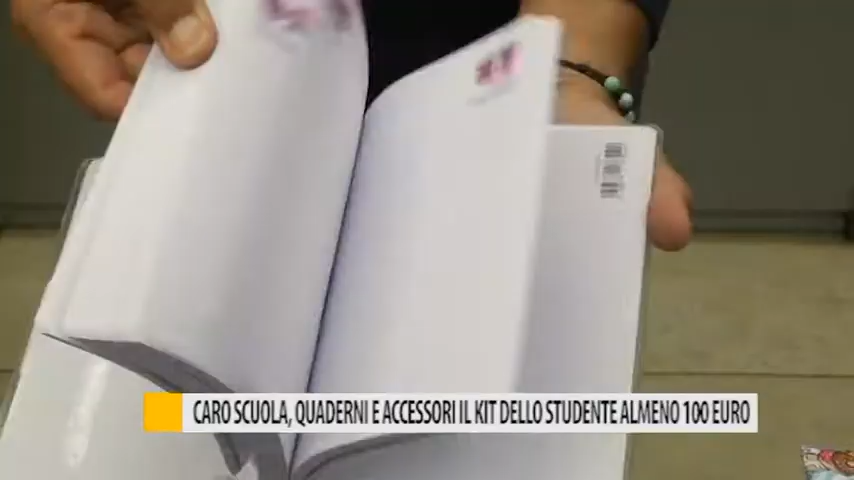 CARO SCUOLA, QUADERNI E ACCESSORI IL KIT DELLO STUDENTE ALMENO 100 EURO